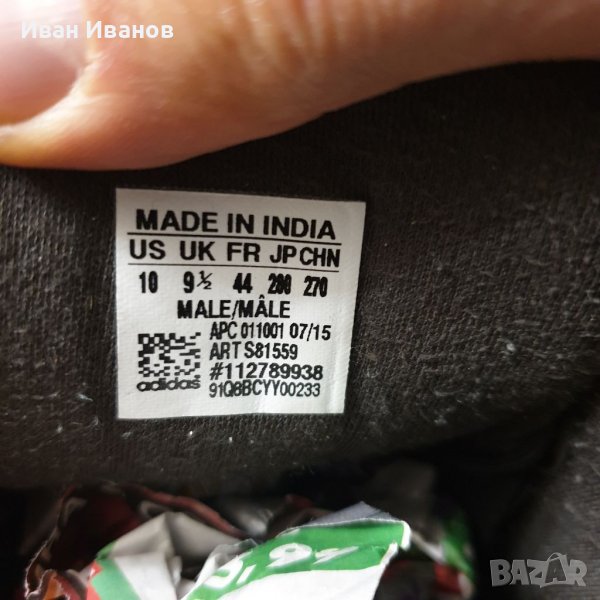 Иван Иванов
MADE IN INDIA
US UK FR JP CHN
10 9½ 44 280 270
MALE/MÂLE
APC 011001 07/15
ART S81559
#112789938
adidas
91Q8BCYY00233
BAZAR